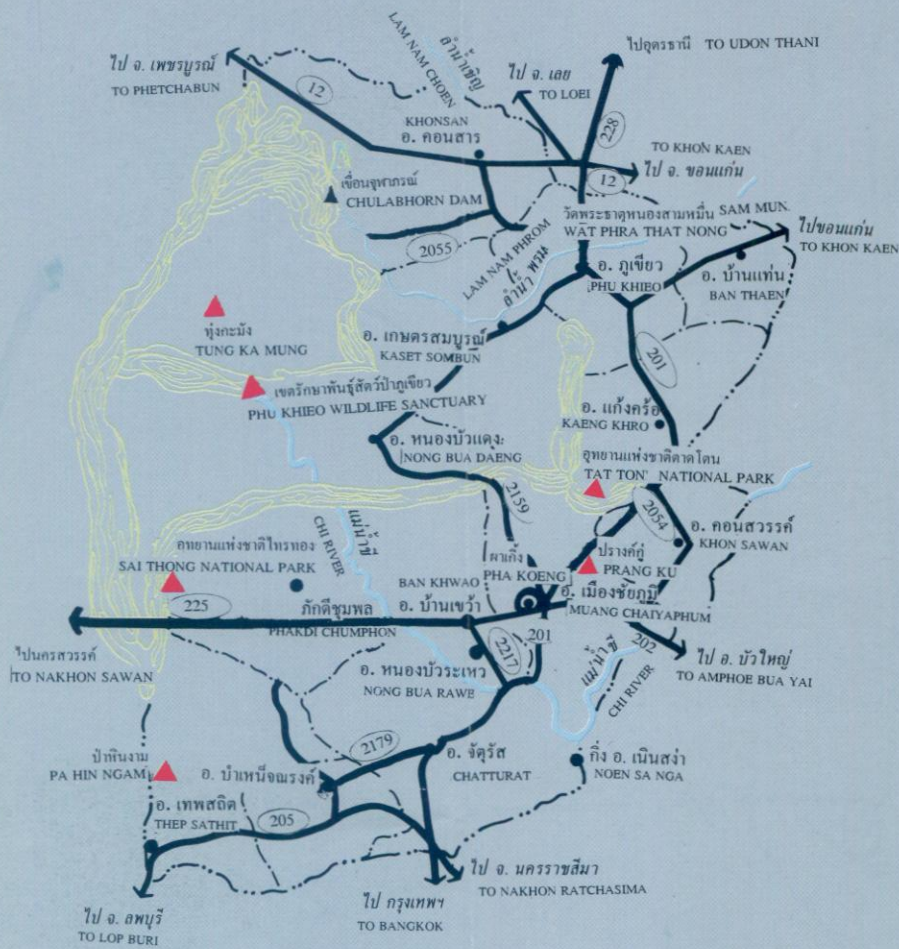 ไปอุดรธานี TO UDON THANI
ไป จ. เพชรบูรณ์
TO PHETCHABUN
12
LAM NAM CHOEN
ลำน้ำเชิญ
ไป จ. เลย
TO LOEI
228
KHONSAN
อ. คอนสาร
TO KHON KAEN
12
ไป จ. ขอนแก่น
เขื่อนจุฬาภรณ์
CHULABHORN DAM
2055
LAM NAM PHROM
ลำน้ำ พรม
วัดพระธาตุหนองสามหมื่น SAM MUN.
WAT PHRA THAT NONG
ไปขอนแก่น
TO KHON KAEN
อ. ภูเขียว
PHU KHIEO
อ. บ้านแท่น
BAN THAEN
ทุ่งกะมัง
TUNG KA MUNG
อ. เกษตรสมบูรณ์
KASET SOMBUN
201
เขตรักษาพันธุ์สัตว์ป่าภูเขียว
PHU KHIEO WILDLIFE SANCTUARY
อ. แก้งคร้อ
KAENG KHRO
อ. หนองบัวแดง
NONG BUA DAENG
อุทยานแห่งชาติตาดโตน
TAT TON NATIONAL PARK
2159
2054
อ. คอนสวรรค์
KHON SAWAN
CHI RIVER
แม่น้ำชี
อทยานแห่งชาติไทรทอง
SAI THONG NATIONAL PARK
ผาเกิ้ง
PHA KOENG
ปรางค์กู่
PRANG KU
225
ภักดีชุมพล
PHAKDI CHUMPHON
BAN KHWAO
อ. บ้านเขว้า
อ. เมืองชัยภูมิ
MUANG CHAIYAPHUM
201
202
2217
ไปนครสวรรค์
TO NAKHON SAWAN
อ. หนองบัวระเหว
NONG BUA RAWE
แม่น้ำชี
CHI RIVER
ไป อ. บัวใหญ่
TO AMPHOE BUA YAI
2179
ป่าหินงาม
PA HIN NGAM
อ. บำเหน็จณรงค์
อ. จัตุรัส
CHATTURAT
กิ่ง อ. เนินสง่า
NOEN SA NGA
อ. เทพสถิต
THEP SATHIT
205
ไป จ. นครราชสีมา
TO NAKHON RATCHASIMA
ไป จ. ลพบุรี
TO LOP BURI
ไป กรุงเทพฯ
TO BANGKOK